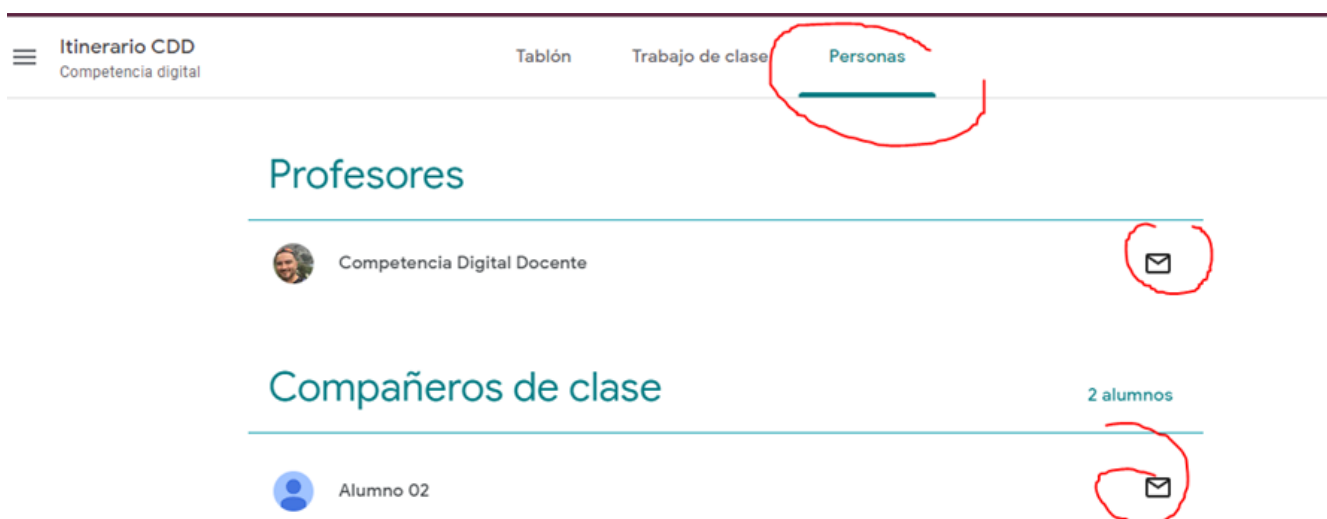 Itinerario CDD
Competencia digital
Tablón Trabajo de clase Personas
Profesores
Competencia Digital Docente
Compañeros de clase 2 alumnos
Alumno 02